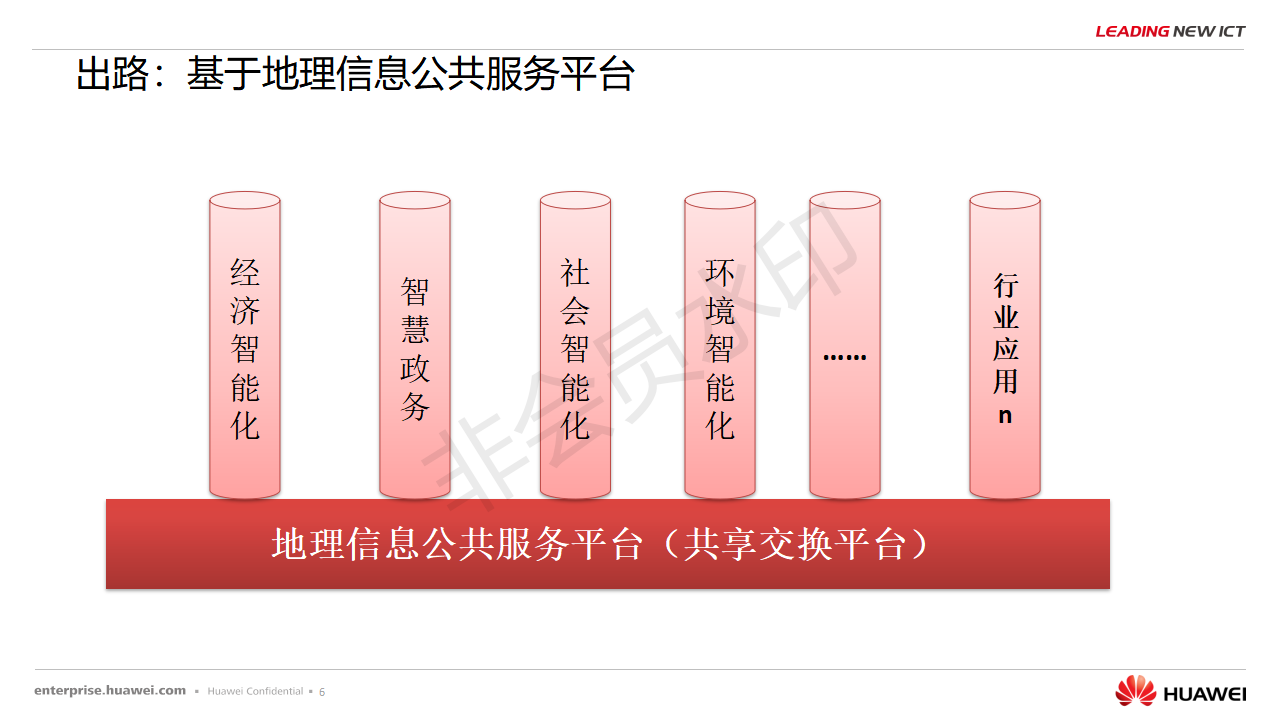 LEADING NEW ICT
出路：基于地理信息公共服务平台
经济智能化
智慧政务
社会智能化
环境智能化
……
行业应用n
非会员水印
地理信息公共服务平台（共享交换平台）
enterprise.huawei.com ▪ Huawei Confidential ▪ 6
HUAWEI